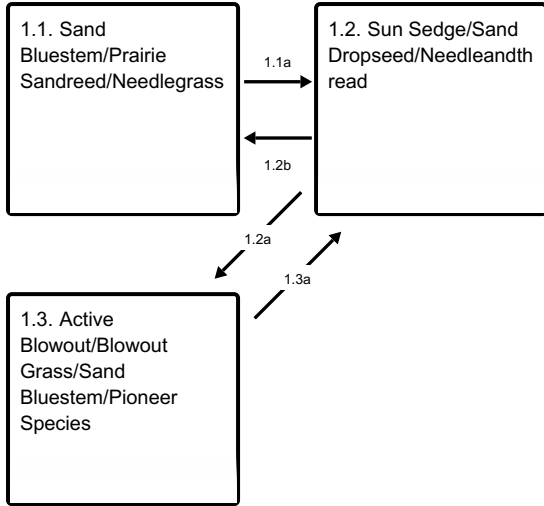 1.1. Sand
Bluestem/Prairie
Sandreed/Needlegrass
1.1a
1.2. Sun Sedge/Sand
Dropseed/Needleandth
read
1.2b
1.2a
1.3a
1.3. Active
Blowout/Blowout
Grass/Sand
Bluestem/Pioneer
Species